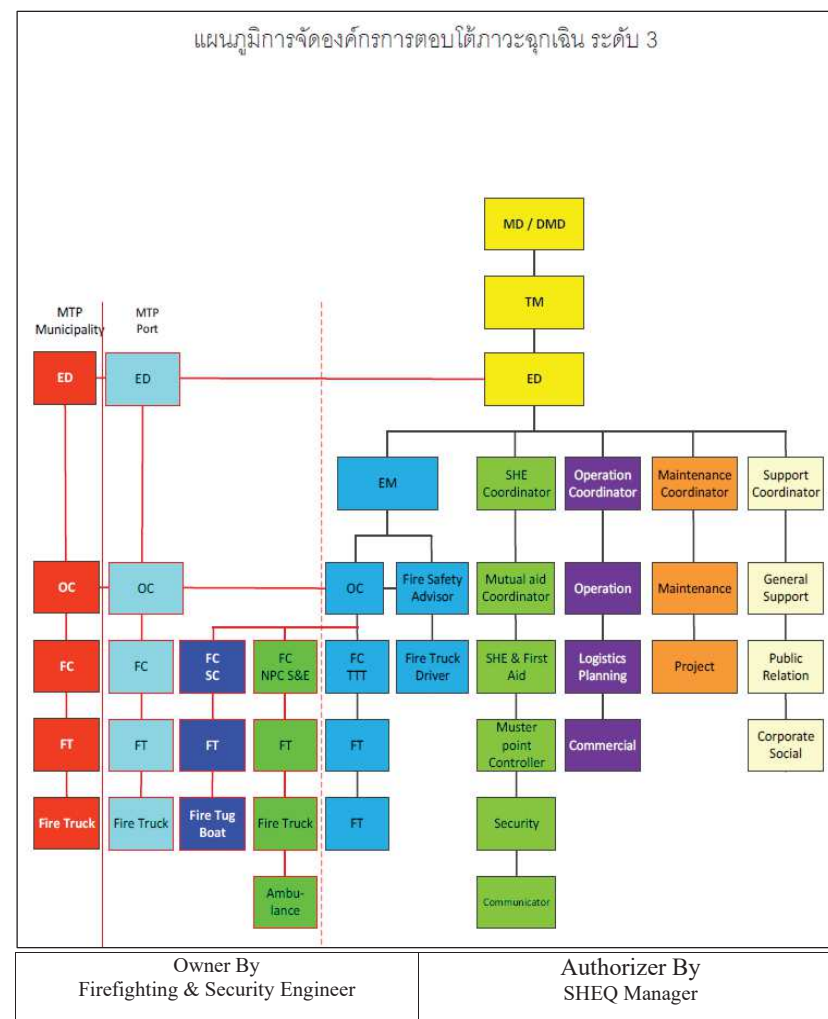 แผนภูมิการจัดองค์กรการตอบโต้ภาวะฉุกเฉิน ระดับ 3
MD / DMD
TM
MTP
Municipality
MTP
Port
ED
ED
ED
EM
SHE
Coordinator
Operation
Coordinator
Maintenance
Coordinator
Support
Coordinator
OC
OC
OC
Fire Safety
Advisor
Mutual aid
Coordinator
Operation
Maintenance
General
Support
FC
FC
FC
SC
FC
NPC S&E
FC
TTT
Fire Truck
Driver
SHE & First
Aid
Logistics
Planning
Project
Public
Relation
FT
FT
FT
FT
FT
Muster
point
Controller
Commercial
Corporate
Social
Fire Truck
Fire Truck
Fire Tug
Boat
Fire Truck
FT
Security
Ambu-
lance
Communicator
Owner By
Firefighting & Security Engineer
Authorizer By
SHEQ Manager